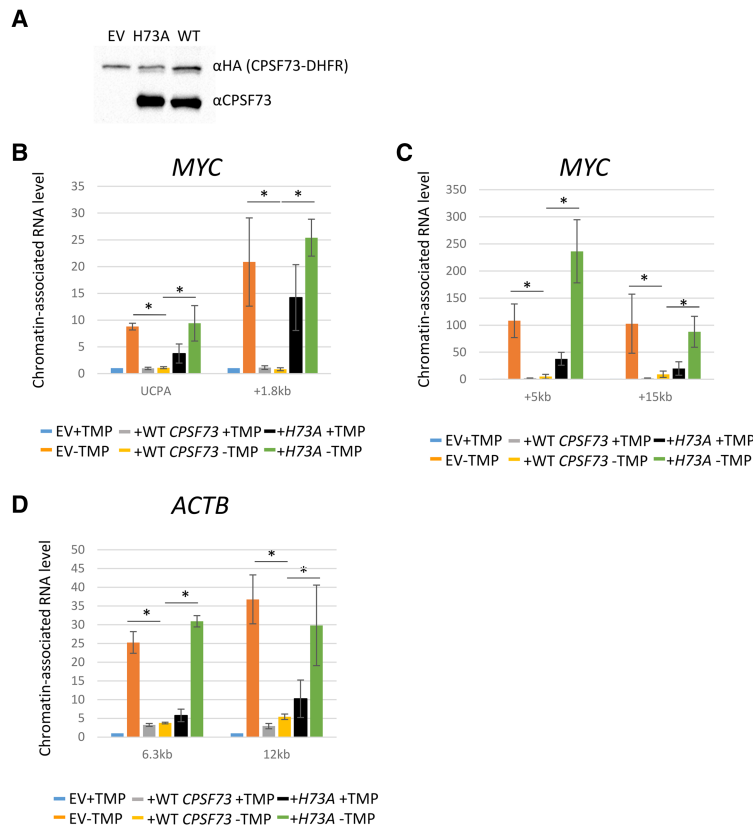 A
EV H73A WT
αHA (CPSF73-DHFR)
αCPSF73
B
MYC
Chromatin-associated RNA level
35
30
25
20
15
10
5
0
* * * *
UCPA +1.8kb
EV+TMP +WT CPSF73 +TMP +H73A +TMP
EV-TMP +WT CPSF73 -TMP +H73A -TMP
C
MYC
Chromatin-associated RNA level
350
300
250
200
150
100
50
0
* * * *
+5kb +15kb
EV+TMP +WT CPSF73 +TMP +H73A +TMP
EV-TMP +WT CPSF73 -TMP +H73A -TMP
D
ACTB
Chromatin-associated RNA level
50
45
40
35
30
25
20
15
10
5
0
* * * *
6.3kb 12kb
EV+TMP +WT CPSF73 +TMP +H73A +TMP
EV-TMP +WT CPSF73 -TMP +H73A -TMP